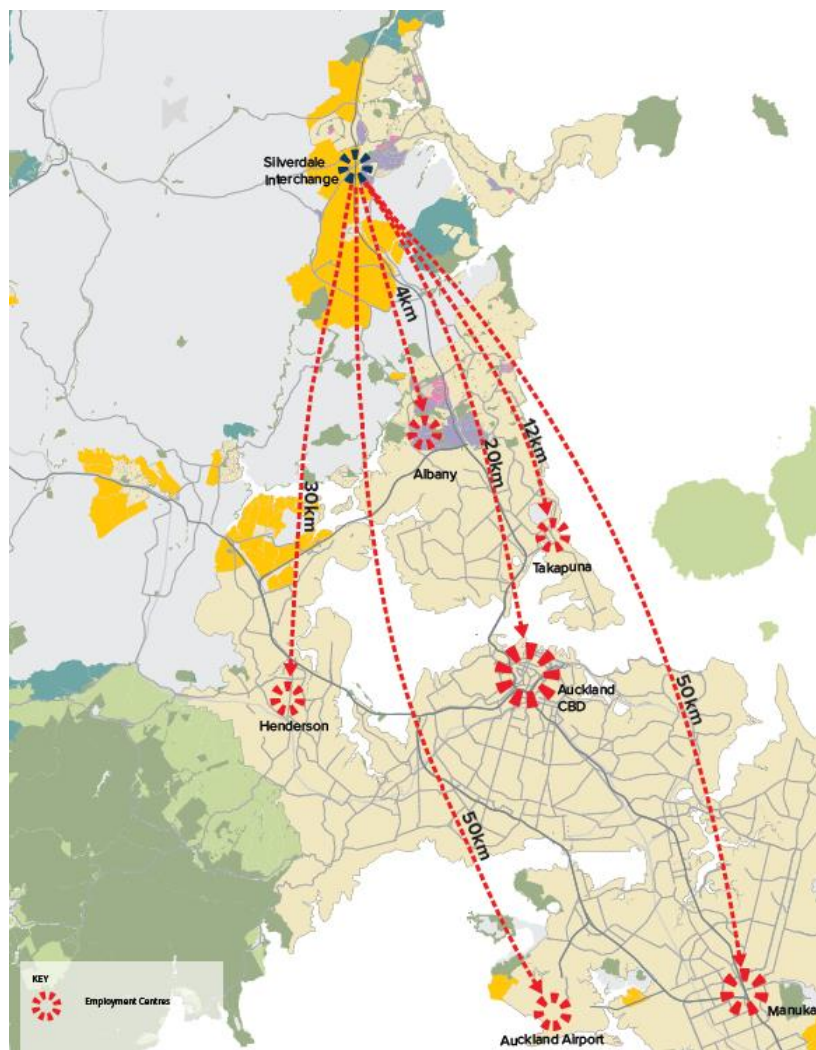 Silverdale
Interchange
4km
Albany
20km
12km
30km
Takapuna
Auckland
CBD
50km
Henderson
50km
KEY
Employment Centres
Auckland Airport
Manuka